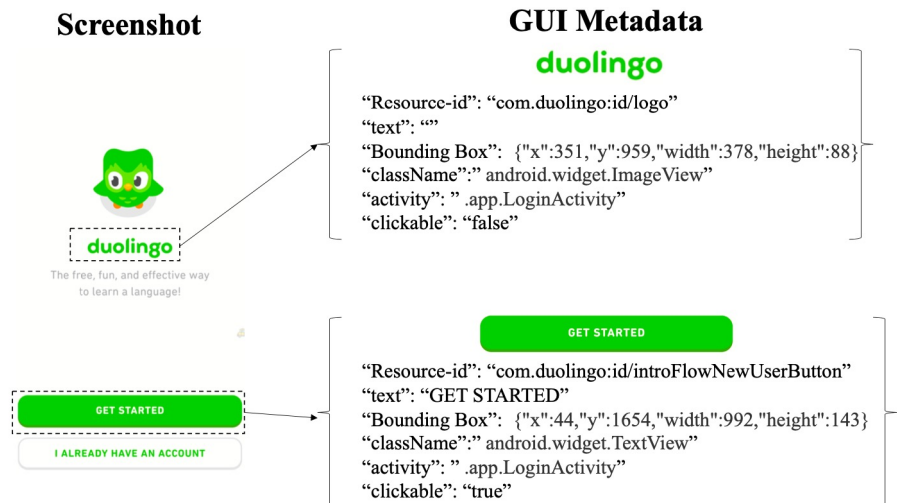 Screenshot
GUI Metadata
duolingo
The free, fun, and effective way
to learn a language!
GET STARTED
I ALREADY HAVE AN ACCOUNT
duolingo
“Resource-id”: “com.duolingo:id/logo”
“text”: “”
“Bounding Box”: {"x":351,"y":959,"width":378,"height":88}
“className”:” android.widget.ImageView”
“activity”: ” .app.LoginActivity”
“clickable”: “false”
GET STARTED
“Resource-id”: “com.duolingo:id/introFlowNewUserButton”
“text”: “GET STARTED”
“Bounding Box”: {"x":44,"y":1654,"width":992,"height":143}
“className”:” android.widget.TextView”
“activity”: ” .app.LoginActivity”
“clickable”: “true”